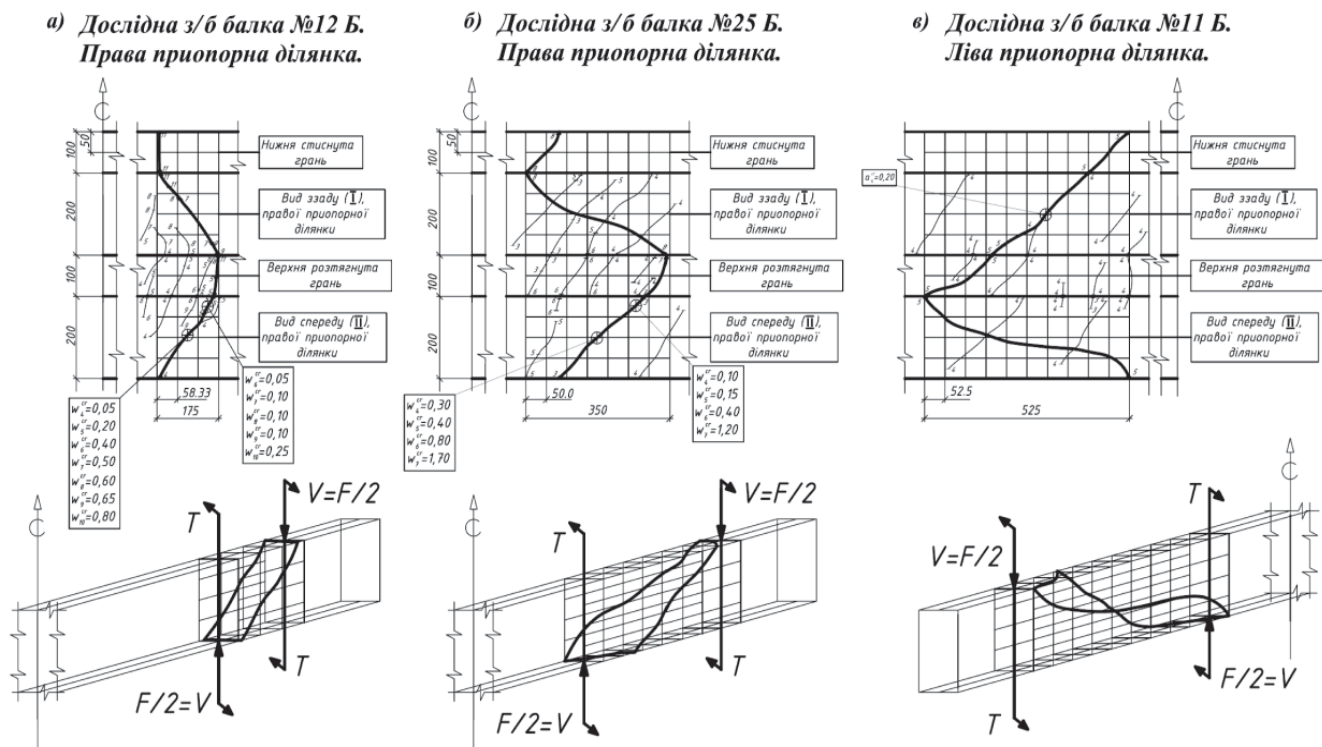 а) Дослідна з/б балка №12 Б.
Права приопорна ділянка.
б) Дослідна з/б балка №25 Б.
Права приопорна ділянка.
в) Дослідна з/б балка №11 Б.
Ліва приопорна ділянка.
С
50
100
200
100
200
Нижня стиснута
грань
Вид ззаду (I),
правої приопорної
ділянки
Верхня розтягнута
грань
Вид спереду (II),
правої приопорної
ділянки
58.33
175
w₄ᶜʳ=0,05
w₅ᶜʳ=0,20
w₆ᶜʳ=0,40
w₇ᶜʳ=0,50
w₈ᶜʳ=0,60
w₉ᶜʳ=0,65
w₁₀ᶜʳ=0,80
w₆ᶜʳ=0,05
w₇ᶜʳ=0,10
w₈ᶜʳ=0,10
w₉ᶜʳ=0,10
w₁₀ᶜʳ=0,25
С
50
100
200
100
200
Нижня стиснута
грань
Вид ззаду (I),
правої приопорної
ділянки
Верхня розтягнута
грань
Вид спереду (II),
правої приопорної
ділянки
50.0
350
w₄ᶜʳ=0,30
w₅ᶜʳ=0,40
w₆ᶜʳ=0,80
w₇ᶜʳ=1,70
w₄ᶜʳ=0,10
w₅ᶜʳ=0,15
w₆ᶜʳ=0,40
w₇ᶜʳ=1,20
С
=0,20
Нижня стиснута
грань
Вид ззаду (I),
правої приопорної
ділянки
Верхня розтягнута
грань
Вид спереду (II),
правої приопорної
ділянки
52.5
525
С
T
V=F/2
T
F/2=V
С
T
V=F/2
T
F/2=V
С
V=F/2
T
T
F/2=V